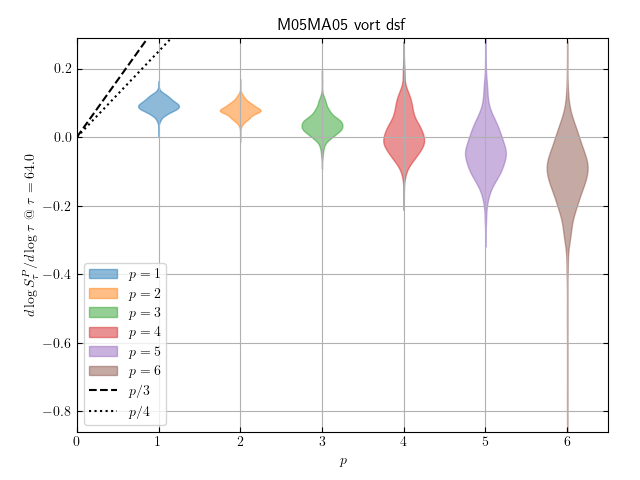 M05MA05 vort dsf
d log S_τ^P / d log τ @ τ = 64.0
0.2
0.0
−0.2
−0.4
−0.6
−0.8
p = 1
p = 2
p = 3
p = 4
p = 5
p = 6
p/3
p/4
0 1 2 3 4 5 6
p